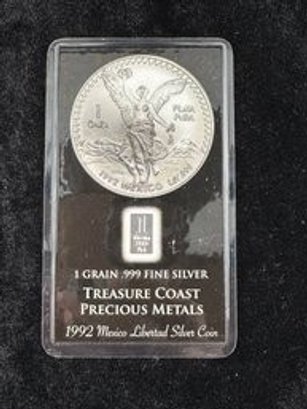 1
ONZA
PLATA
PURA
1992 MEXICO LEY .999
1 GRAIN .999 FINE SILVER
TREASURE COAST
PRECIOUS METALS
1992 Mexico Libertad Silver Coin